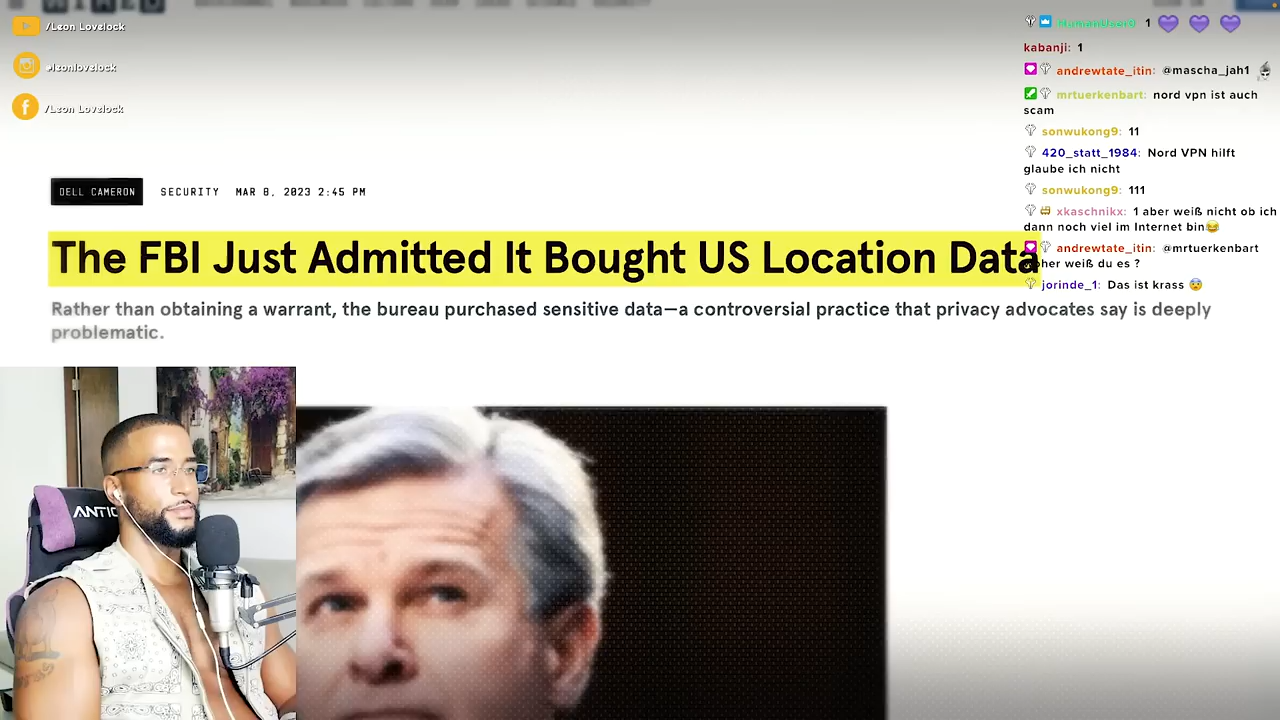 WIRED
/Leon Lovelock
leonlovelock
/Leon Lovelock
DELL CAMERON SECURITY MAR 8, 2023 2:45 PM
The FBI Just Admitted It Bought US Location Data
Rather than obtaining a warrant, the bureau purchased sensitive data—a controversial practice that privacy advocates say is deeply
problematic.
ANTC
1
kabanji: 1
andrewtate_itin: @mascha_jah1
mrtuerkenbart: nord vpn ist auch
scam
sonwukong9: 11
420_statt_1984: Nord VPN hilft
glaube ich nicht
sonwukong9: 111
xkaschnikx: 1 aber weiß nicht ob ich
dann noch viel im Internet bin😂
andrewtate_itin: @mrtuerkenbart
weiß du es ?
jorinde_1: Das ist krass 😨